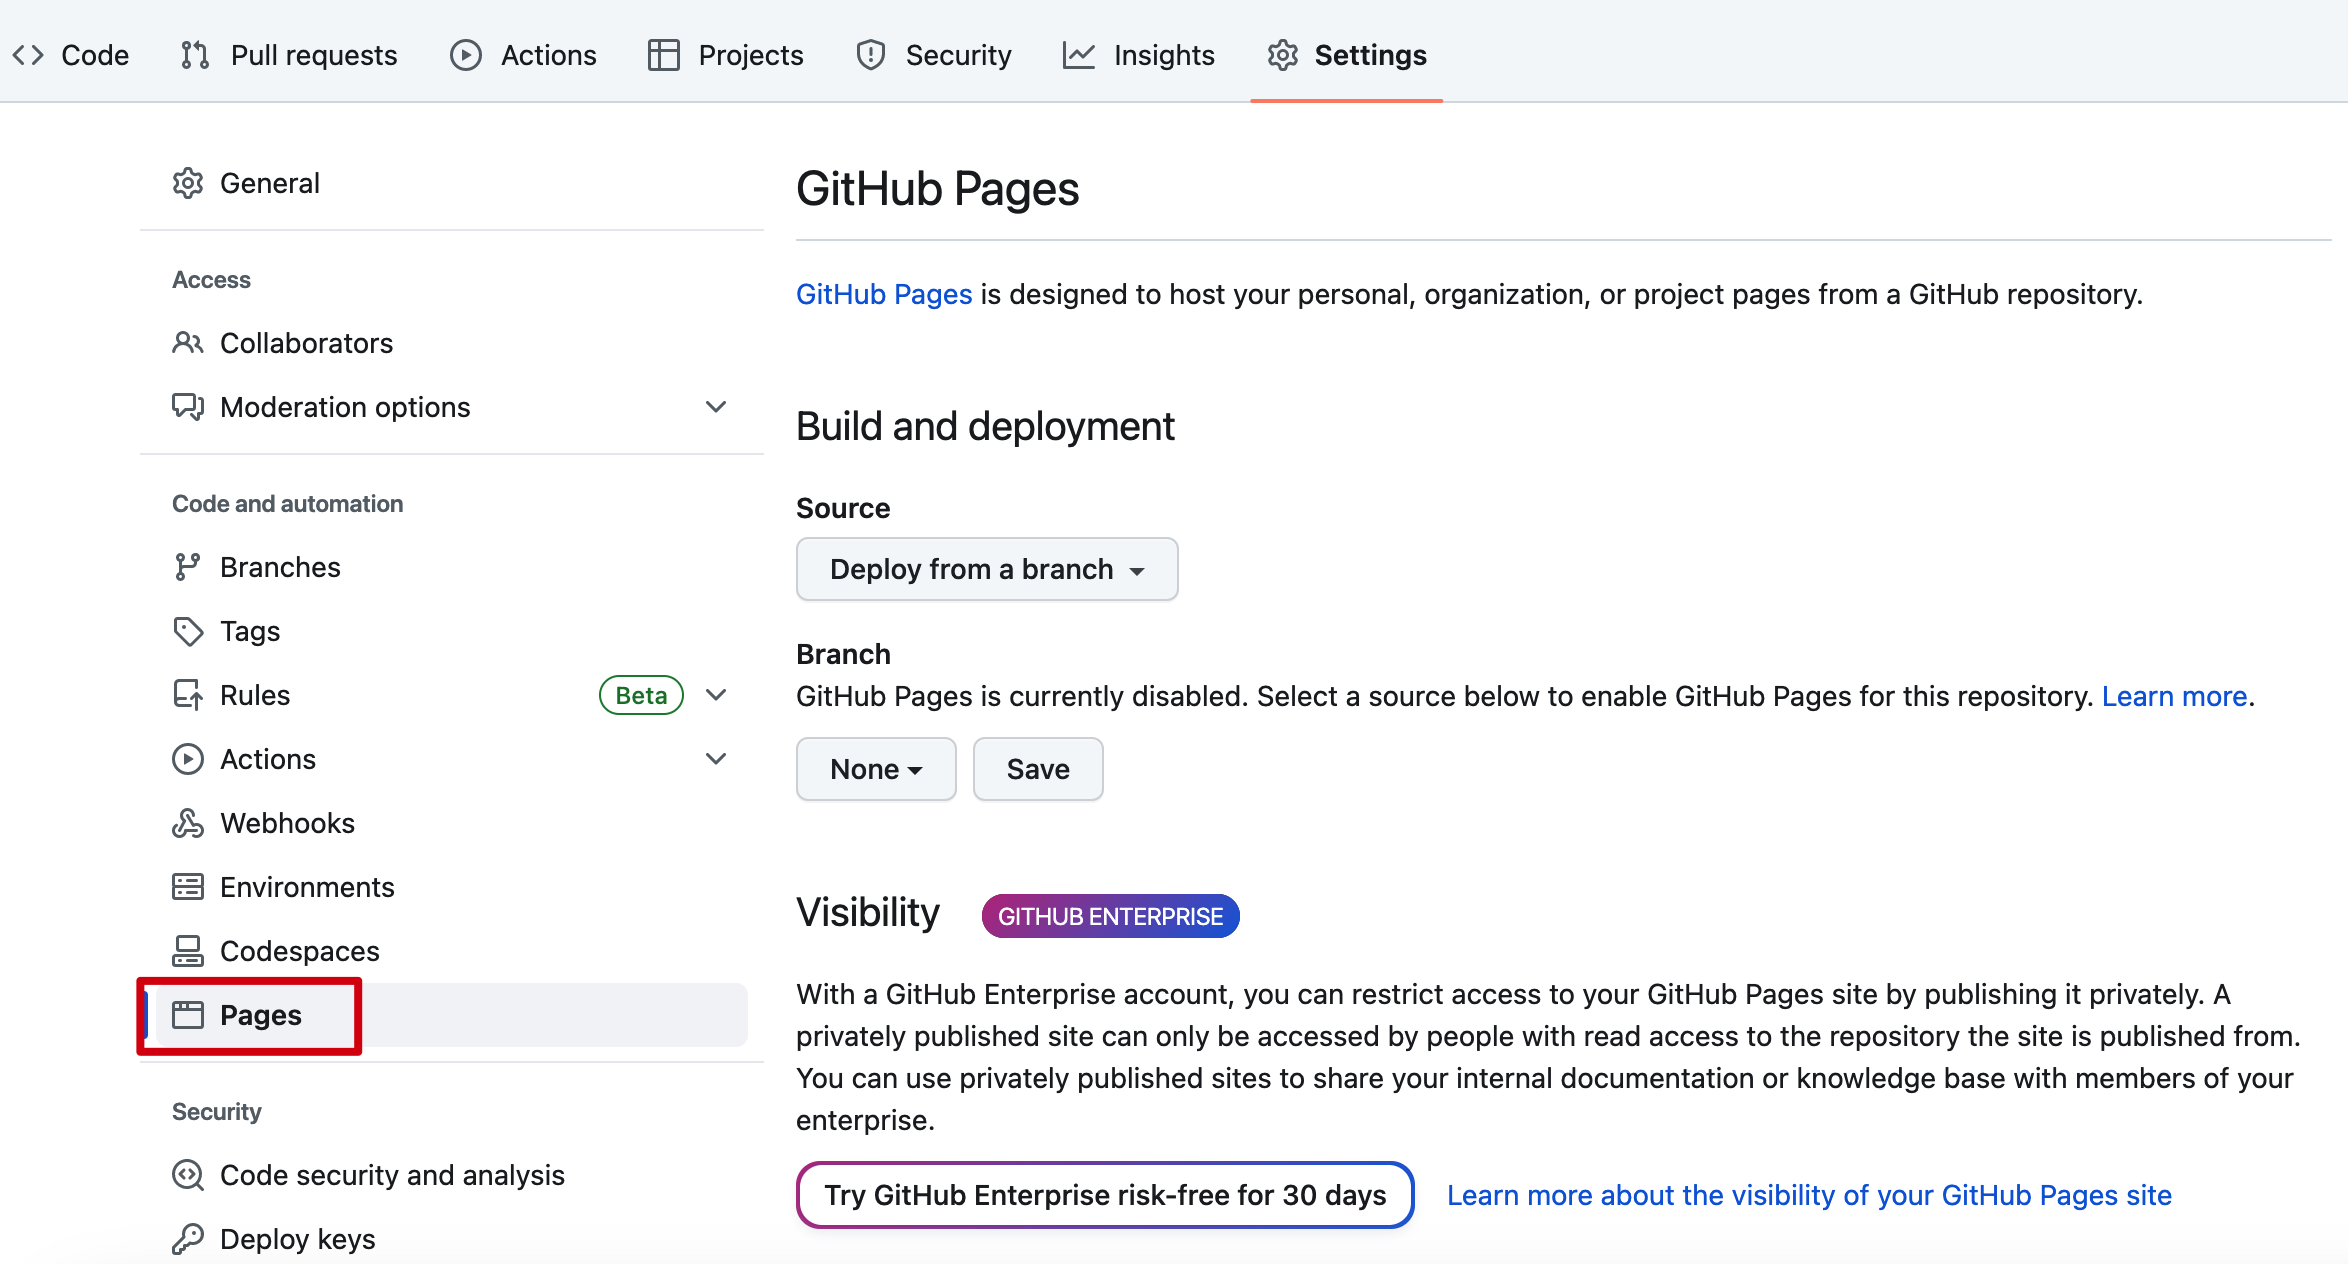 Code Pull requests Actions Projects Security Insights Settings
General
Access
Collaborators
Moderation options
Code and automation
Branches
Tags
Rules Beta
Actions
Webhooks
Environments
Codespaces
Pages
Security
Code security and analysis
Deploy keys
GitHub Pages
GitHub Pages is designed to host your personal, organization, or project pages from a GitHub repository.
Build and deployment
Source
Deploy from a branch
Branch
GitHub Pages is currently disabled. Select a source below to enable GitHub Pages for this repository. Learn more.
None Save
Visibility GITHUB ENTERPRISE
With a GitHub Enterprise account, you can restrict access to your GitHub Pages site by publishing it privately. A
privately published site can only be accessed by people with read access to the repository the site is published from.
You can use privately published sites to share your internal documentation or knowledge base with members of your
enterprise.
Try GitHub Enterprise risk-free for 30 days Learn more about the visibility of your GitHub Pages site